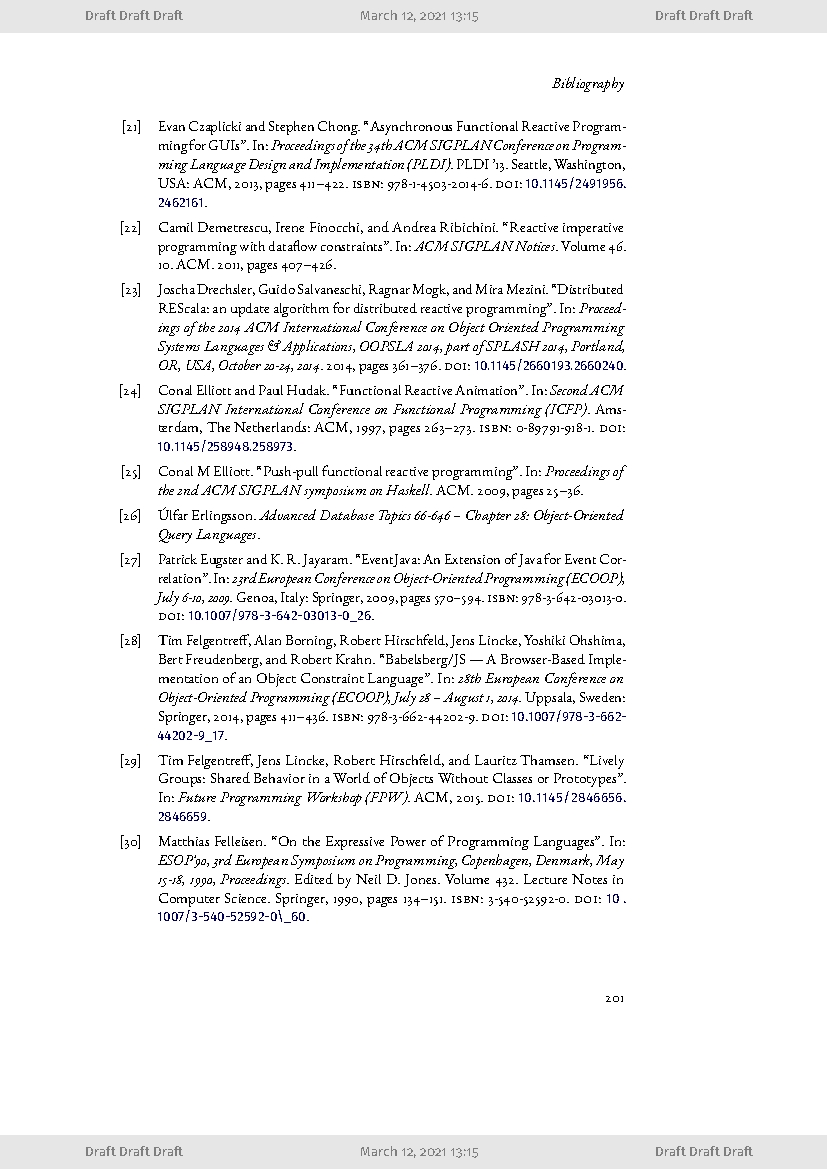 Draft Draft Draft March 12, 2021 13:15 Draft Draft Draft
Bibliography
[21] Evan Czaplicki and Stephen Chong. “Asynchronous Functional Reactive Program-
ming for GUIs”. In: Proceedings of the 34th ACM SIGPLAN Conference on Program-
ming Language Design and Implementation (PLDI). PLDI ’13. Seattle, Washington,
USA: ACM, 2013, pages 411–422. ISBN: 978-1-4503-2014-6. DOI: 10.1145/2491956.
2462161.
[22] Camil Demetrescu, Irene Finocchi, and Andrea Ribichini. “Reactive imperative
programming with dataflow constraints”. In: ACM SIGPLAN Notices. Volume 46.
10. ACM. 2011, pages 407–426.
[23] Joscha Drechsler, Guido Salvaneschi, Ragnar Mogk, and Mira Mezini. “Distributed
REScala: an update algorithm for distributed reactive programming”. In: Proceed-
ings of the 2014 ACM International Conference on Object Oriented Programming
Systems Languages & Applications, OOPSLA 2014, part of SPLASH 2014, Portland,
OR, USA, October 20-24, 2014. 2014, pages 361–376. DOI: 10.1145/2660193.2660240.
[24] Conal Elliott and Paul Hudak. “Functional Reactive Animation”. In: Second ACM
SIGPLAN International Conference on Functional Programming (ICFP). Ams-
terdam, The Netherlands: ACM, 1997, pages 263–273. ISBN: 0-89791-918-1. DOI:
10.1145/258948.258973.
[25] Conal M Elliott. “Push-pull functional reactive programming”. In: Proceedings of
the 2nd ACM SIGPLAN symposium on Haskell. ACM. 2009, pages 25–36.
[26] Úlfar Erlingsson. Advanced Database Topics 66-646 – Chapter 28: Object-Oriented
Query Languages.
[27] Patrick Eugster and K. R. Jayaram. “EventJava: An Extension of Java for Event Cor-
relation”. In: 23rd European Conference on Object-Oriented Programming (ECOOP),
July 6-10, 2009. Genoa, Italy: Springer, 2009, pages 570–594. ISBN: 978-3-642-03013-0.
DOI: 10.1007/978-3-642-03013-0_26.
[28] Tim Felgentreff, Alan Borning, Robert Hirschfeld, Jens Lincke, Yoshiki Ohshima,
Bert Freudenberg, and Robert Krahn. “Babelsberg/JS — A Browser-Based Imple-
mentation of an Object Constraint Language”. In: 28th European Conference on
Object-Oriented Programming (ECOOP), July 28 – August 1, 2014. Uppsala, Sweden:
Springer, 2014, pages 411–436. ISBN: 978-3-662-44202-9. DOI: 10.1007/978-3-662-
44202-9_17.
[29] Tim Felgentreff, Jens Lincke, Robert Hirschfeld, and Lauritz Thamsen. “Lively
Groups: Shared Behavior in a World of Objects Without Classes or Prototypes”.
In: Future Programming Workshop (FPW). ACM, 2015. DOI: 10.1145/2846656.
2846659.
[30] Matthias Felleisen. “On the Expressive Power of Programming Languages”. In:
ESOP’90, 3rd European Symposium on Programming, Copenhagen, Denmark, May
15-18, 1990, Proceedings. Edited by Neil D. Jones. Volume 432. Lecture Notes in
Computer Science. Springer, 1990, pages 134–151. ISBN: 3-540-52592-0. DOI: 10.
1007/3-540-52592-0\_60.
201
Draft Draft Draft March 12, 2021 13:15 Draft Draft Draft